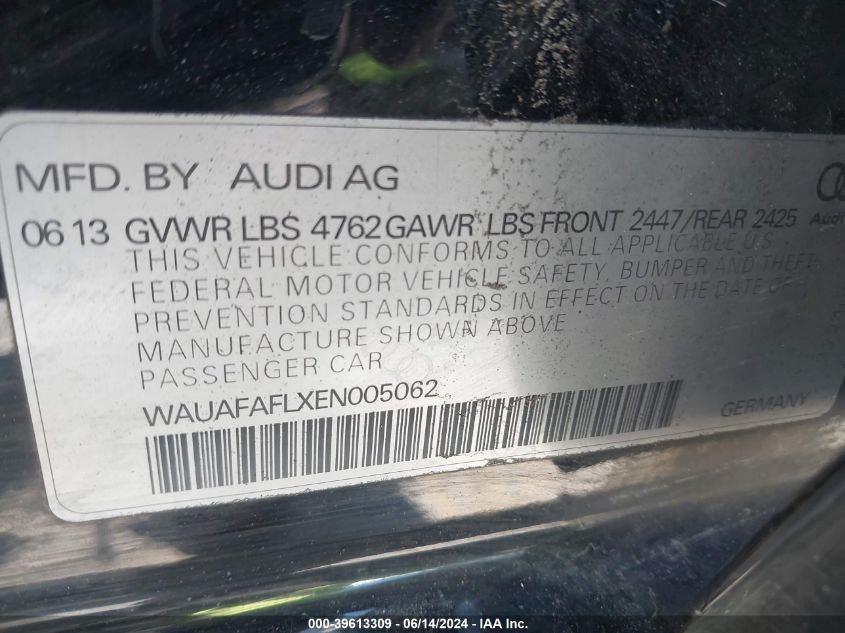 MFD. BY AUDI AG
06 13 GVWR LBS 4762 GAWR LBS FRONT 2447/REAR 2425
Audi
THIS VEHICLE CONFORMS TO ALL APPLICABLE U.S.
FEDERAL MOTOR VEHICLE SAFETY, BUMPER AND THEFT
PREVENTION STANDARDS IN EFFECT ON THE DATE OF
MANUFACTURE SHOWN ABOVE
PASSENGER CAR
WAUAFAFLXEN005062
GERMANY
000-39613309 - 06/14/2024 - IAA Inc.